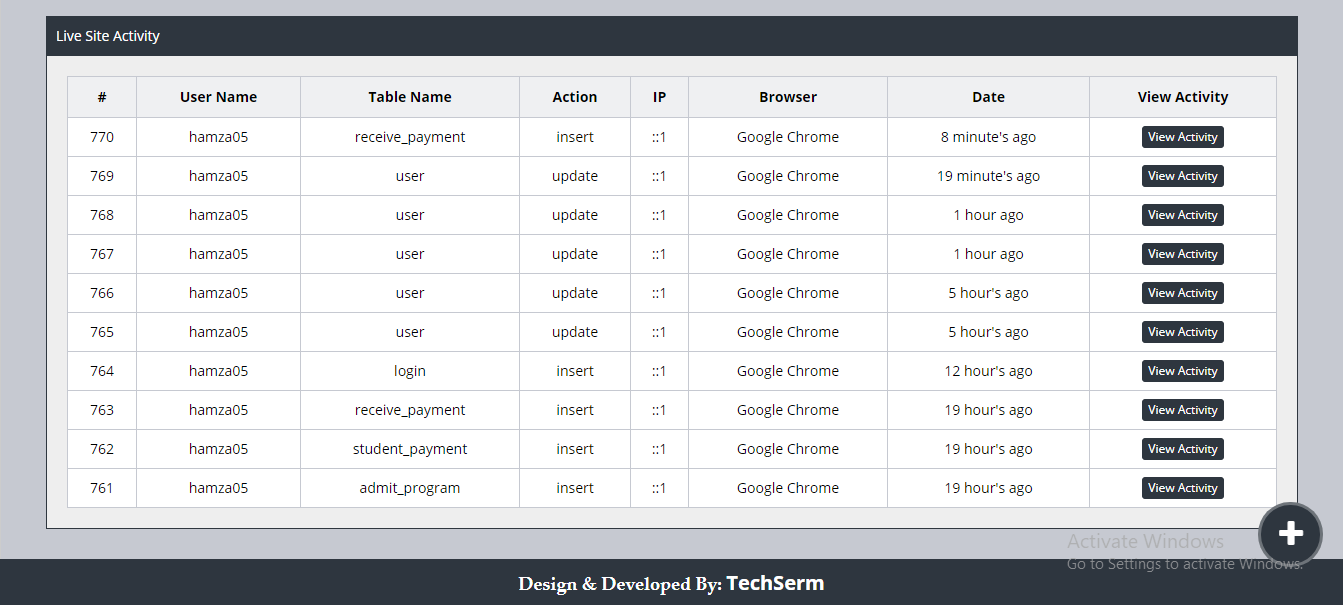 Live Site Activity
# User Name Table Name Action IP Browser Date View Activity
770 hamza05 receive_payment insert ::1 Google Chrome 8 minute's ago View Activity
769 hamza05 user update ::1 Google Chrome 19 minute's ago View Activity
768 hamza05 user update ::1 Google Chrome 1 hour ago View Activity
767 hamza05 user update ::1 Google Chrome 1 hour ago View Activity
766 hamza05 user update ::1 Google Chrome 5 hour's ago View Activity
765 hamza05 user update ::1 Google Chrome 5 hour's ago View Activity
764 hamza05 login insert ::1 Google Chrome 12 hour's ago View Activity
763 hamza05 receive_payment insert ::1 Google Chrome 19 hour's ago View Activity
762 hamza05 student_payment insert ::1 Google Chrome 19 hour's ago View Activity
761 hamza05 admit_program insert ::1 Google Chrome 19 hour's ago View Activity
Activate Windows
Go to Settings to activate Windows.
Design & Developed By: TechSerm